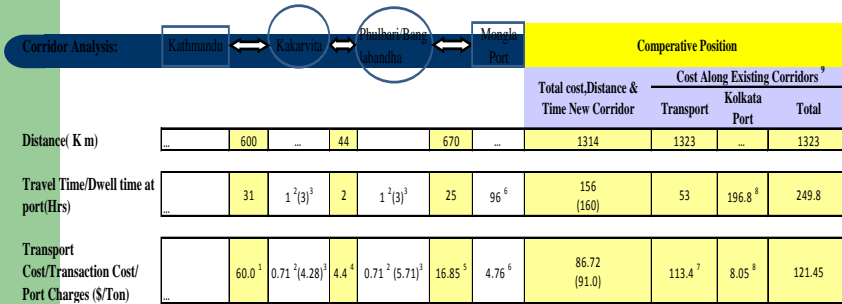 Corridor Analysis: Kathmandu Kakarvita Phulbari/Bang labandha Mongla Port Comperative Position
Total cost,Distance & Time New Corridor Cost Along Existing Corridors 9
Transport Kolkata Port Total
Distance( K m) ... 600 ... 44 670 ... 1314 1323 ... 1323
Travel Time/Dwell time at port(Hrs) ... 31 1 2(3)3 2 1 2(3)3 25 96 6 156 (160) 53 196.8 8 249.8
Transport Cost/Transaction Cost/ Port Charges ($/Ton) ... 60.0 1 0.71 2(4.28)3 4.4 4 0.71 2 (5.71)3 16.85 5 4.76 6 86.72 (91.0) 113.4 7 8.05 8 121.45